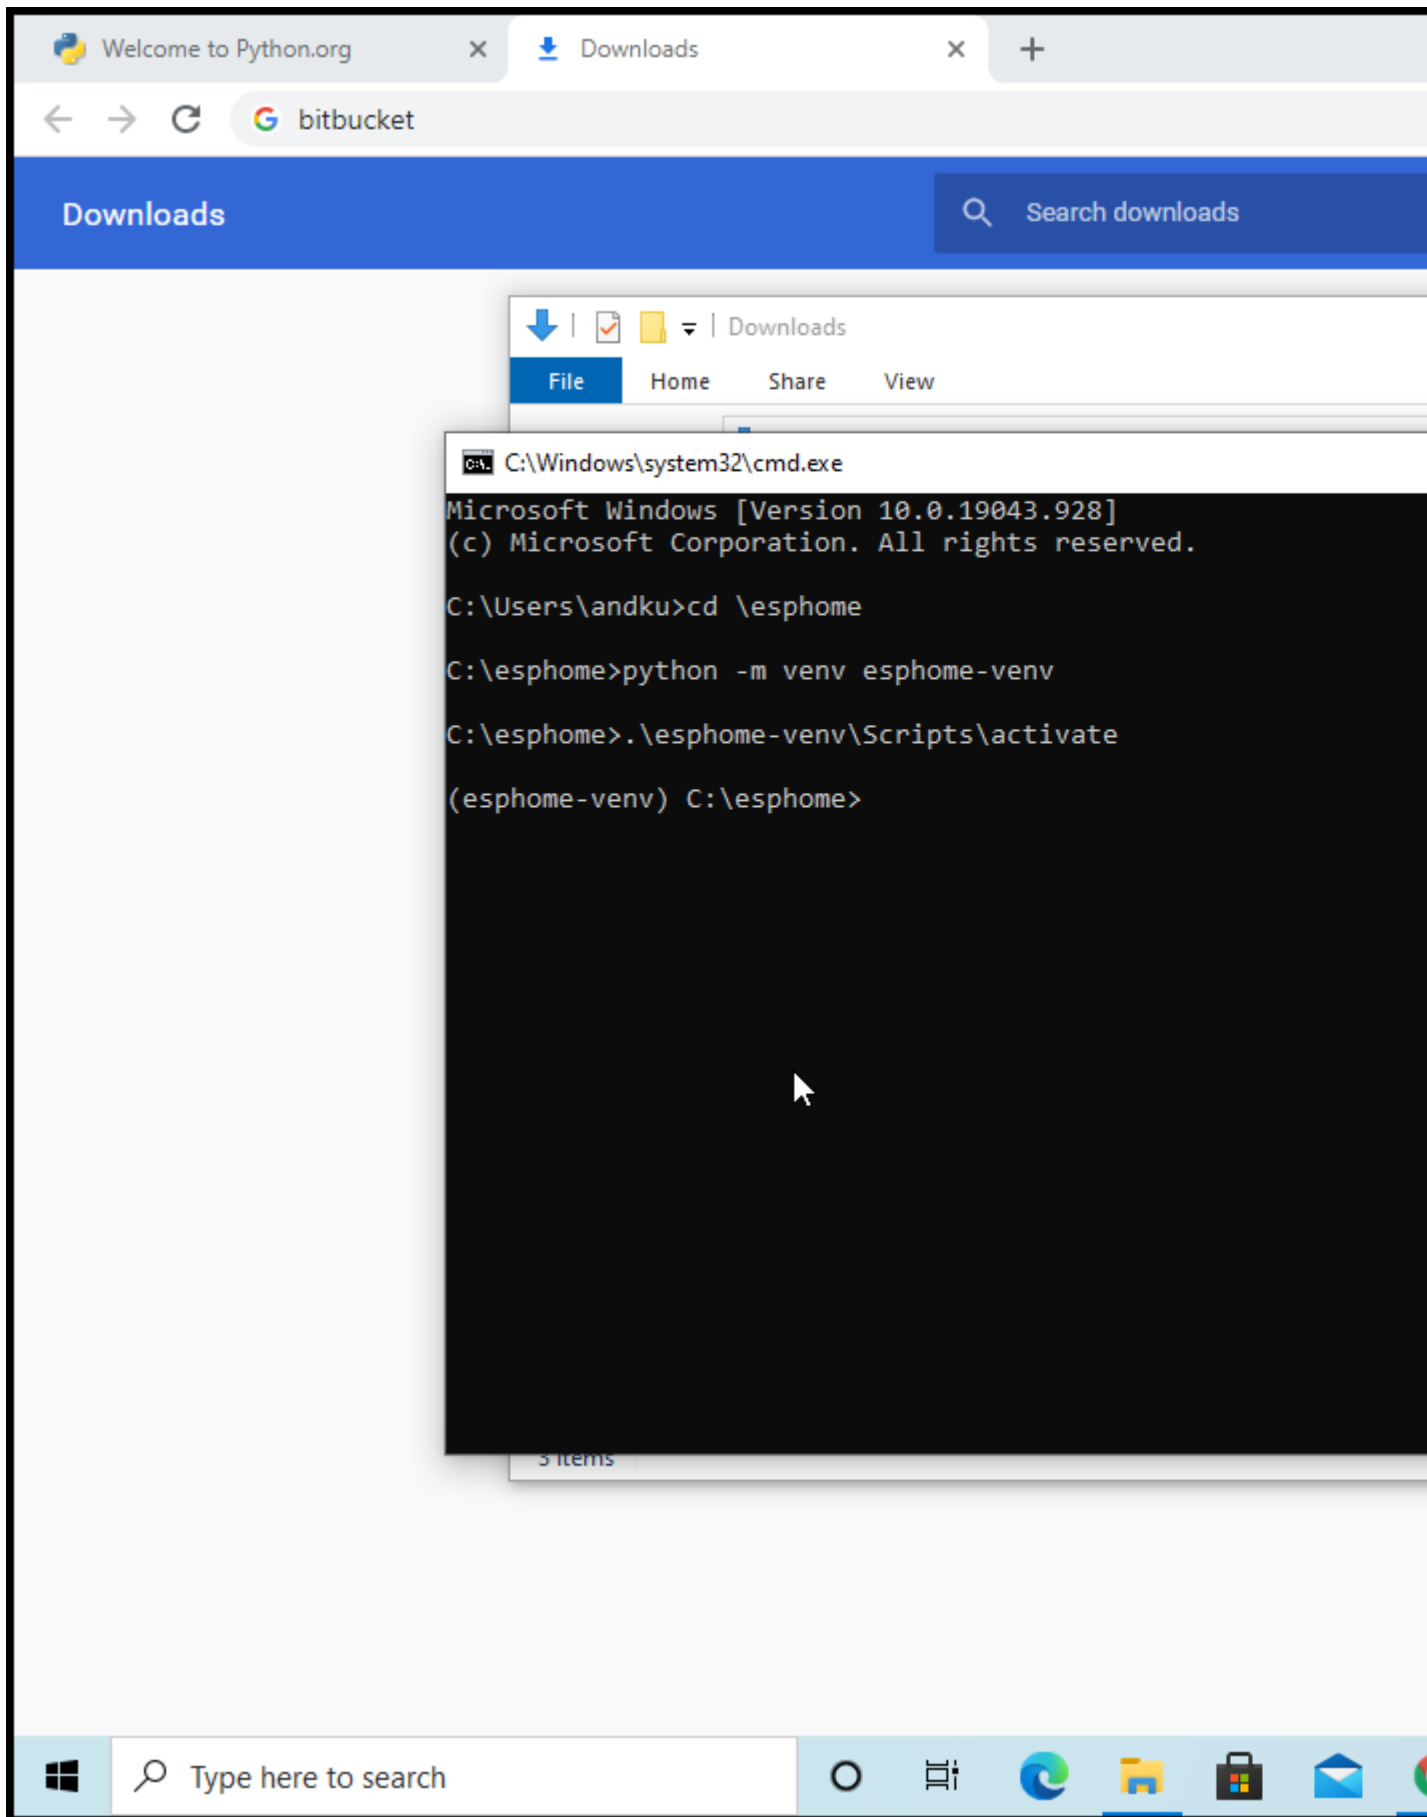 Welcome to Python.org
Downloads
bitbucket
Downloads
Search downloads
Downloads
File Home Share View
C:\Windows\system32\cmd.exe
Microsoft Windows [Version 10.0.19043.928]
(c) Microsoft Corporation. All rights reserved.
C:\Users\andku>cd \esphome
C:\esphome>python -m venv esphome-venv
C:\esphome>.\esphome-venv\Scripts\activate
(esphome-venv) C:\esphome>
3 items
Type here to search